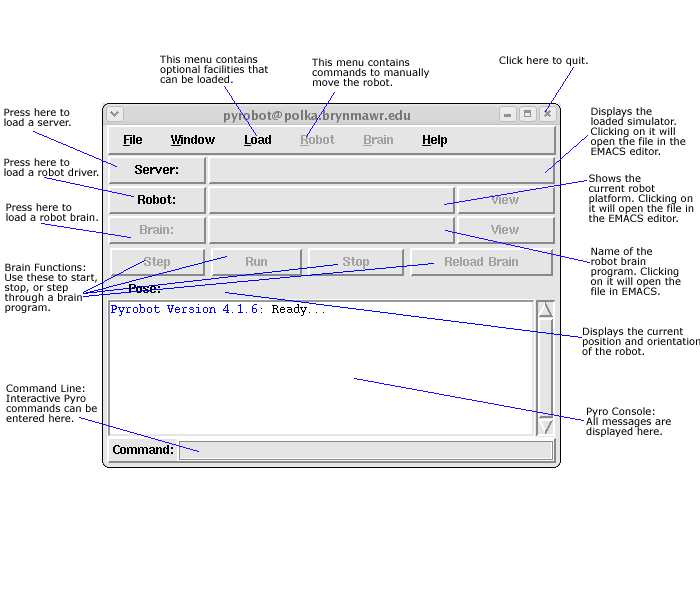 This menu contains
optional facilities that
can be loaded.
This menu contains
commands to manually
move the robot.
Click here to quit.
pyrobot@polka.brynmawr.edu
File Window Load Robot Brain Help
Press here to
load a server.
Server:
Displays the
loaded simulator.
Clicking on it will
open the file in the
EMACS editor.
Press here to
load a robot driver.
Robot:
View
Shows the
current robot
platform. Clicking on
it will open the file in
the EMACS editor.
Press here to
load a robot brain.
Brain:
View
Name of the
robot brain
program. Clicking
on it will open the
file in EMACS.
Brain Functions:
Use these to start,
stop, or step
through a brain
program.
Step Run Stop Reload Brain
Pose:
Displays the current
position and orientation
of the robot.
Pyrobot Version 4.1.6: Ready...
Pyro Console:
All messages are
displayed here.
Command Line:
Interactive Pyro
commands can be
entered here.
Command: